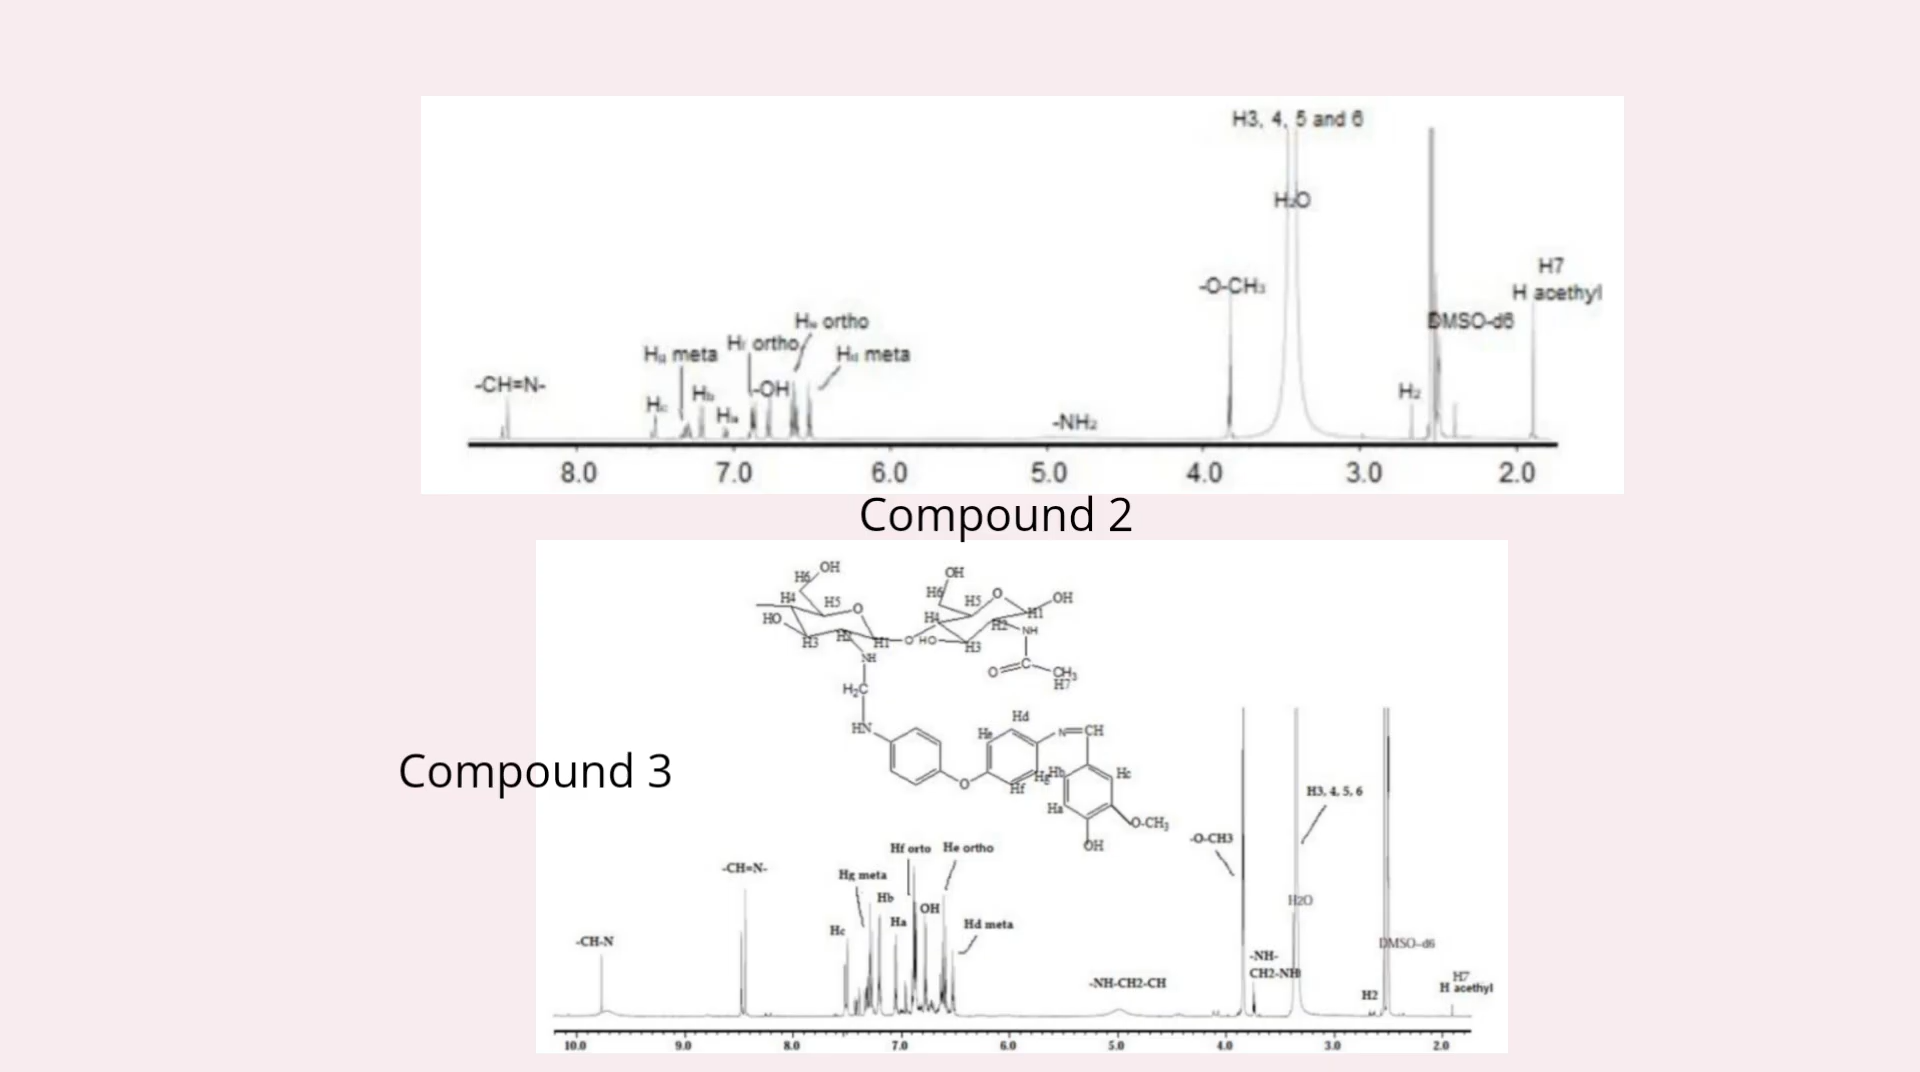 H3, 4, 5 and 6
H₂O
-O-CH₃
H7
H acethyl
DMSO-d6
Hₑ ortho
H𝒻 ortho
Hg meta
H𝒹 meta
-CH=N-
-OH
Hb
H₂
Hc
Hₐ
-NH₂
8.0 7.0 6.0 5.0 4.0 3.0 2.0
Compound 2
H6 OH
OH
H6
H4 H5 O
H5 O OH
HO
H4 H1
H3 H2 H1 O HO H3 H2 NH
NH
O C CH₃
H7
H₂C
HN
Hd
He N CH
Hg Hb Hc
O Hf
Ha
O-CH₃
OH
Compound 3
H3, 4, 5, 6
-O-CH3
Hf orto He ortho
-CH=N-
Hg meta
Hb
H2O
OH
Ha
Hc
Hd meta
-CH-N
DMSO-d6
-NH-
CH2-NH
-NH-CH2-CH
H7
H acethyl
H2
10.0 9.0 8.0 7.0 6.0 5.0 4.0 3.0 2.0